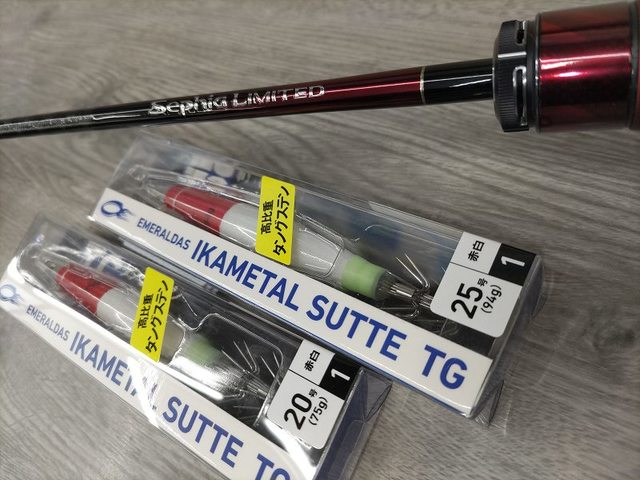 Sephia LIMITED
高比重
タングステン
EMERALDAS IKAMETAL SUTTE TG
赤白
1
25号
(94g)
高比重
タングステン
EMERALDAS IKAMETAL SUTTE TG
赤白
1
20号
(75g)